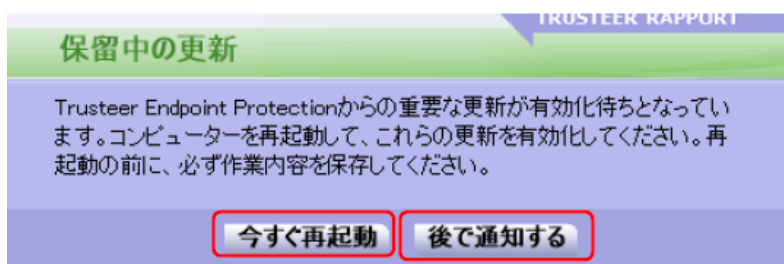 TRUSTEER RAPPORT
保留中の更新
Trusteer Endpoint Protectionからの重要な更新が有効化待ちとなってい
ます。コンピューターを再起動して、これらの更新を有効化してください。再
起動の前に、必ず作業内容を保存してください。
今すぐ再起動 後で通知する